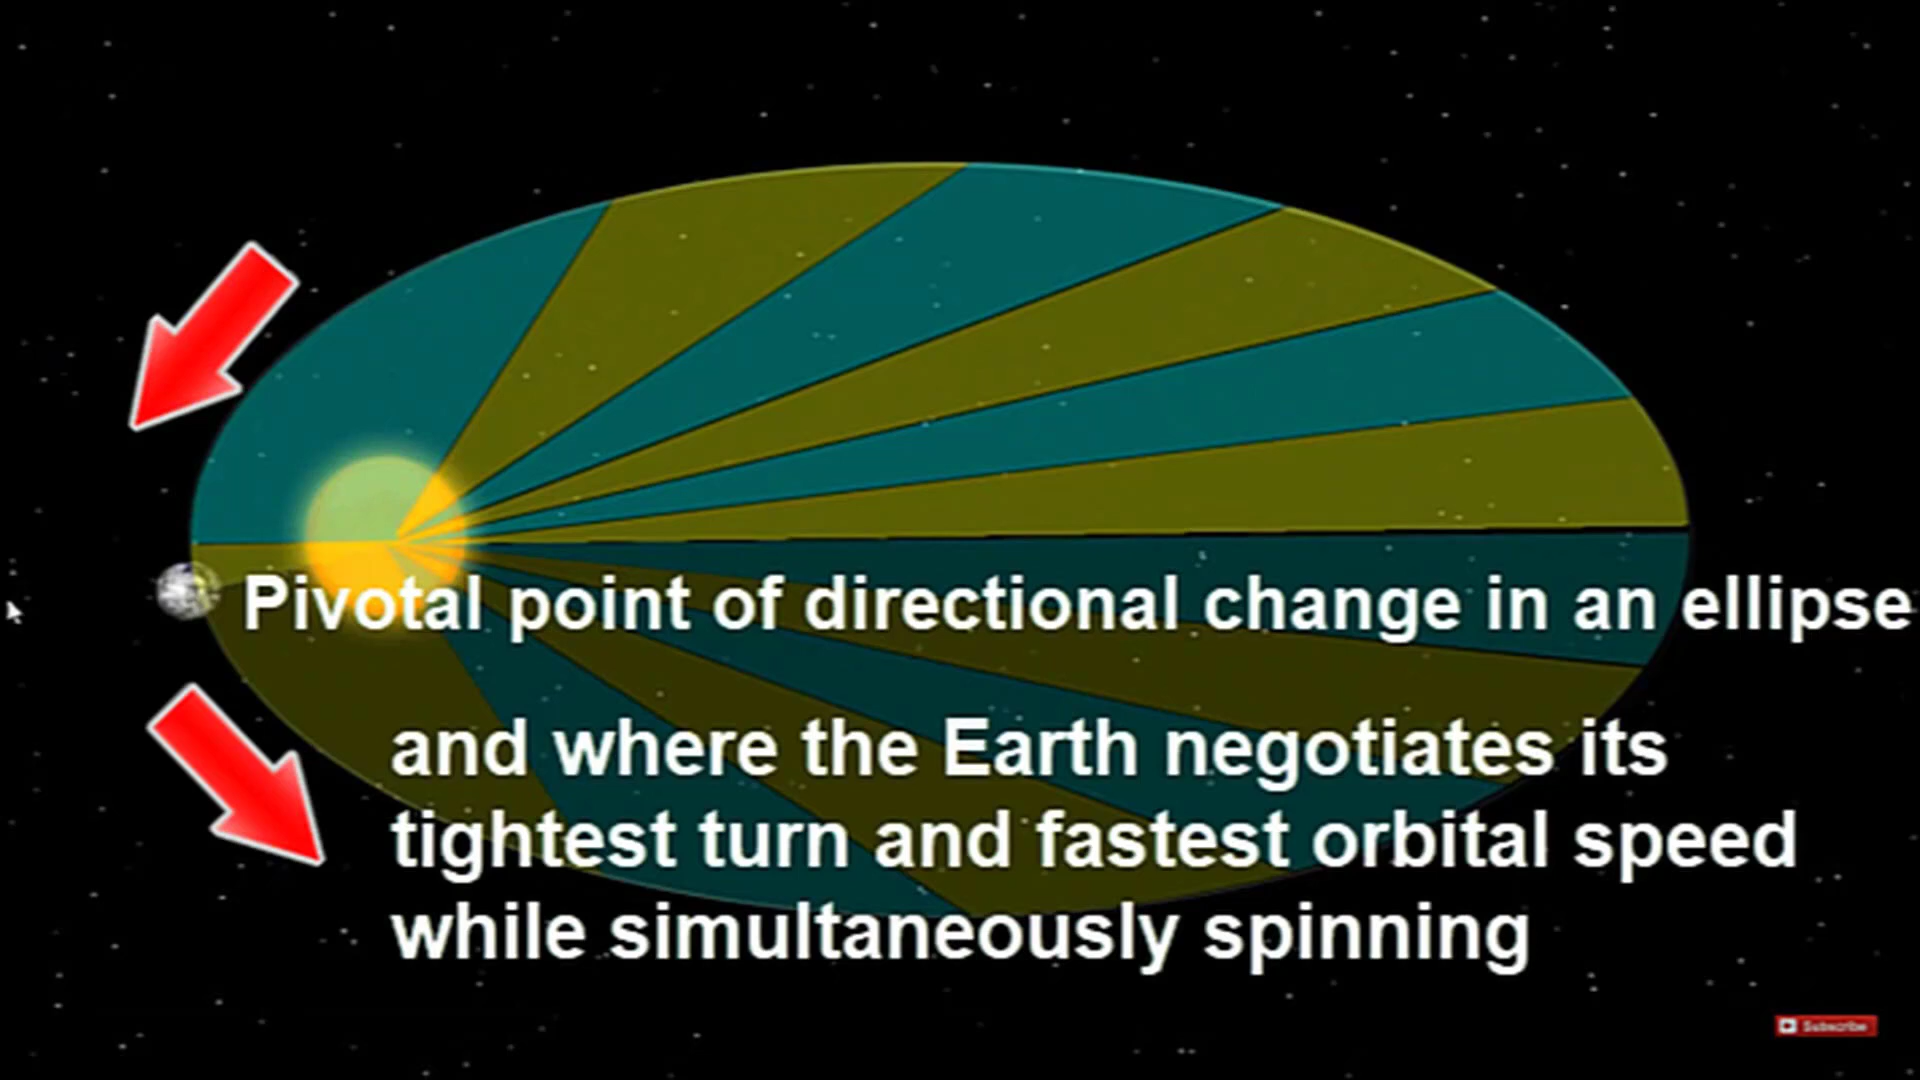 Pivotal point of directional change in an ellipse
and where the Earth negotiates its
tightest turn and fastest orbital speed
while simultaneously spinning
Subscribe